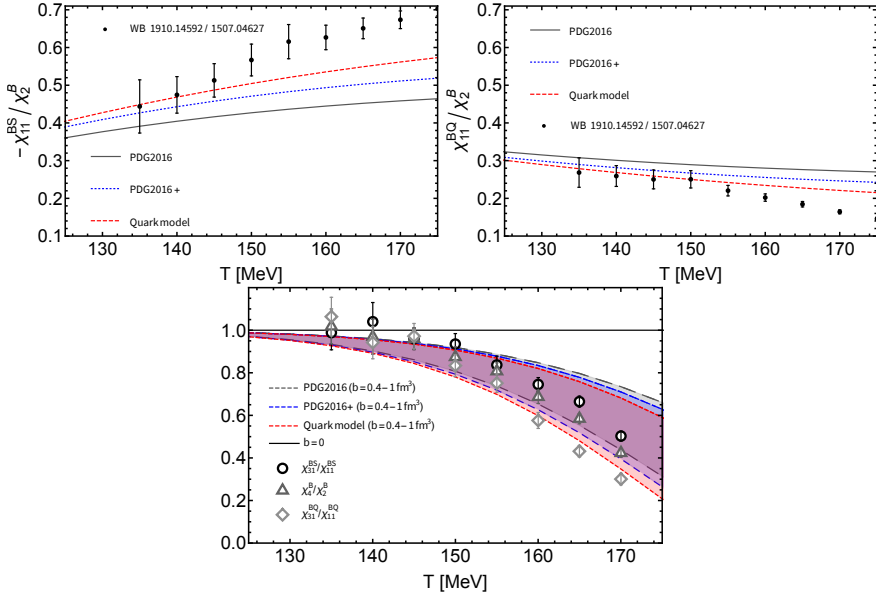 0.7
0.6
0.5
0.4
0.3
0.2
0.1
− χ₁₁ᴮˢ / χ₂ᴮ
WB 1910.14592 / 1507.04627
PDG2016
PDG2016 +
Quark model
130 140 150 160 170
T [MeV]
0.7
0.6
0.5
0.4
0.3
0.2
0.1
χ₁₁ᴮQ / χ₂ᴮ
PDG2016
PDG2016 +
Quark model
WB 1910.14592 / 1507.04627
130 140 150 160 170
T [MeV]
1.0
0.8
0.6
0.4
0.2
0.0
PDG2016 (b = 0.4 – 1 fm³)
PDG2016+ (b = 0.4 – 1 fm³)
Quark model (b = 0.4 – 1 fm³)
b = 0
χ₃₁ᴮˢ/χ₁₁ᴮˢ
χ₄ᴮ/χ₂ᴮ
χ₃₁ᴮQ/χ₁₁ᴮQ
130 140 150 160 170
T [MeV]